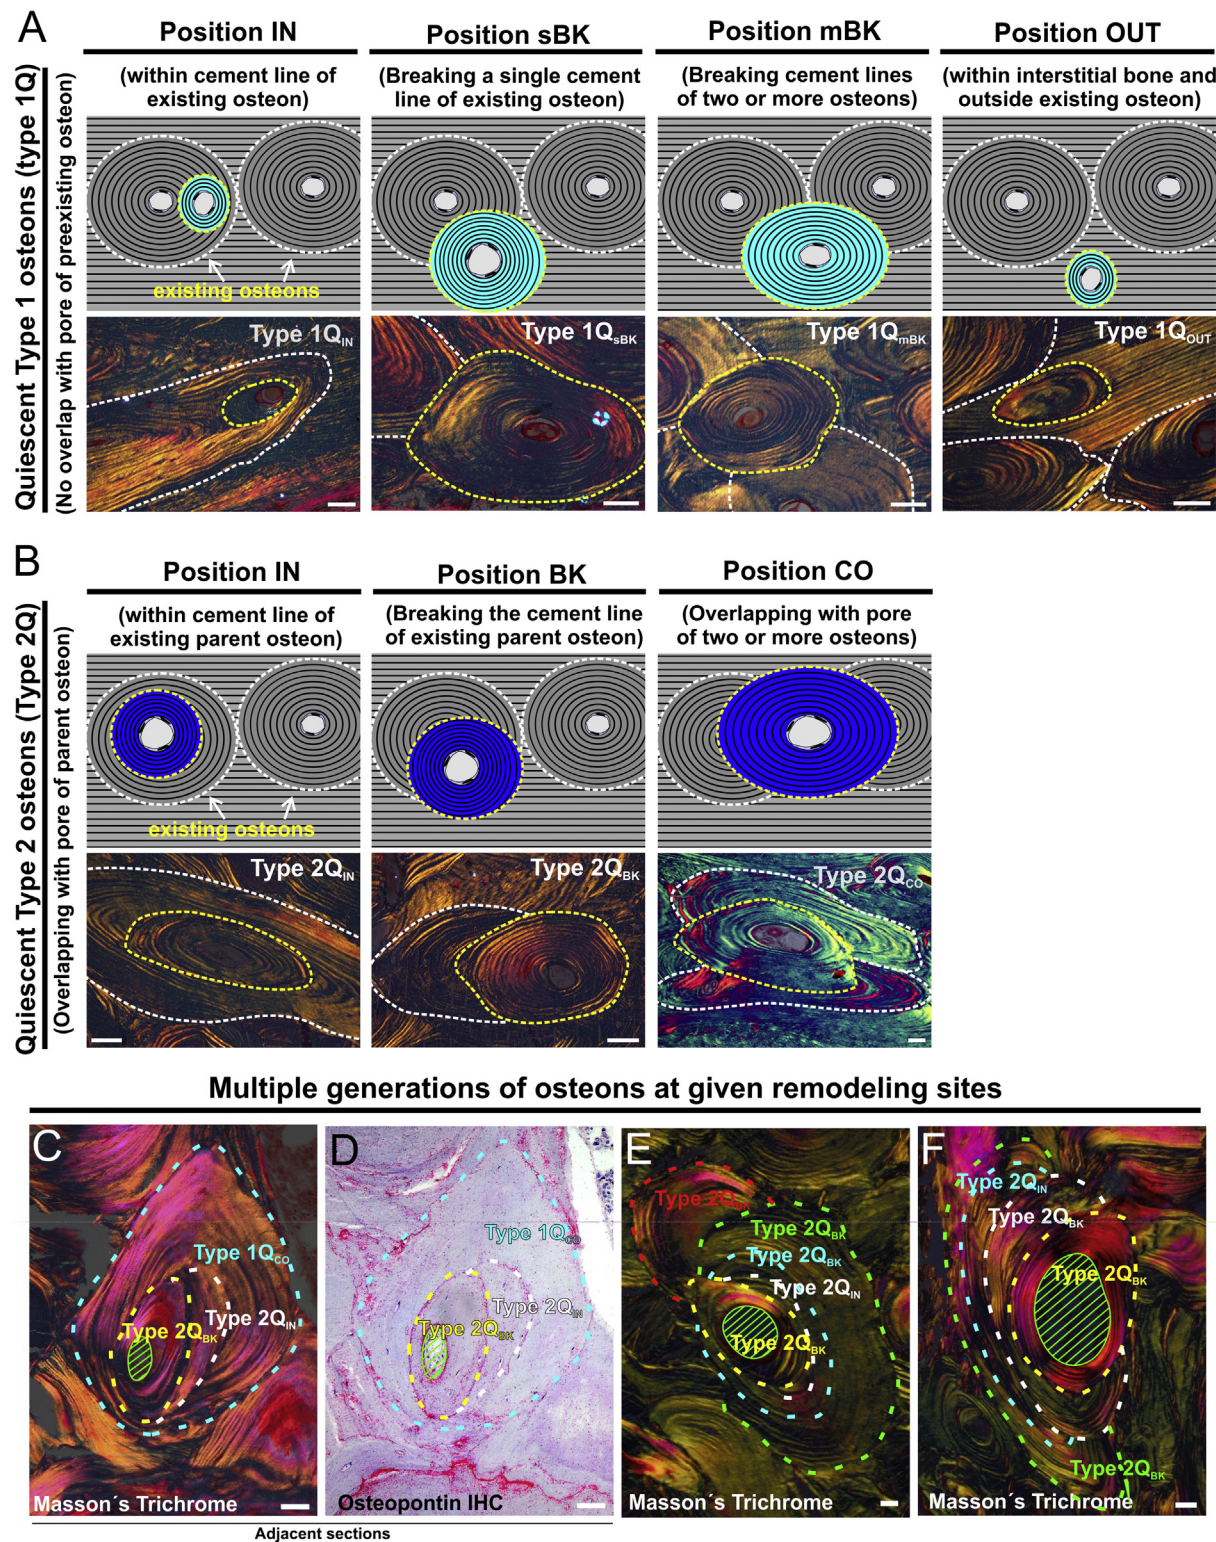 A
Position IN
Position sBK
Position mBK
Position OUT
(within cement line of
existing osteon)
(Breaking a single cement
line of existing osteon)
(Breaking cement lines
of two or more osteons)
(within interstitial bone and
outside existing osteon)
Quiescent Type 1 osteons (type 1Q)
(No overlap with pore of preexisting osteon)
existing osteons
Type 1QIN
Type 1QsBK
Type 1QmBK
Type 1QOUT
B
Position IN
Position BK
Position CO
(within cement line of
existing parent osteon)
(Breaking the cement line
of existing parent osteon)
(Overlapping with pore
of two or more osteons)
Quiescent Type 2 osteons (Type 2Q)
(Overlapping with pore of parent osteon)
existing osteons
Type 2QIN
Type 2QBK
Type 2QCO
Multiple generations of osteons at given remodeling sites
C
Type 1QCO
Type 2QIN
Type 2QBK
Masson´s Trichrome
D
Type 1QCO
Type 2QIN
Type 2QBK
Osteopontin IHC
Adjacent sections
E
Type 2Q
Type 2QBK
Type 2QBK
Type 2QIN
Type 2QBK
Masson´s Trichrome
F
Type 2QIN
Type 2QBK
Type 2QBK
Type 2QBK
Masson´s Trichrome